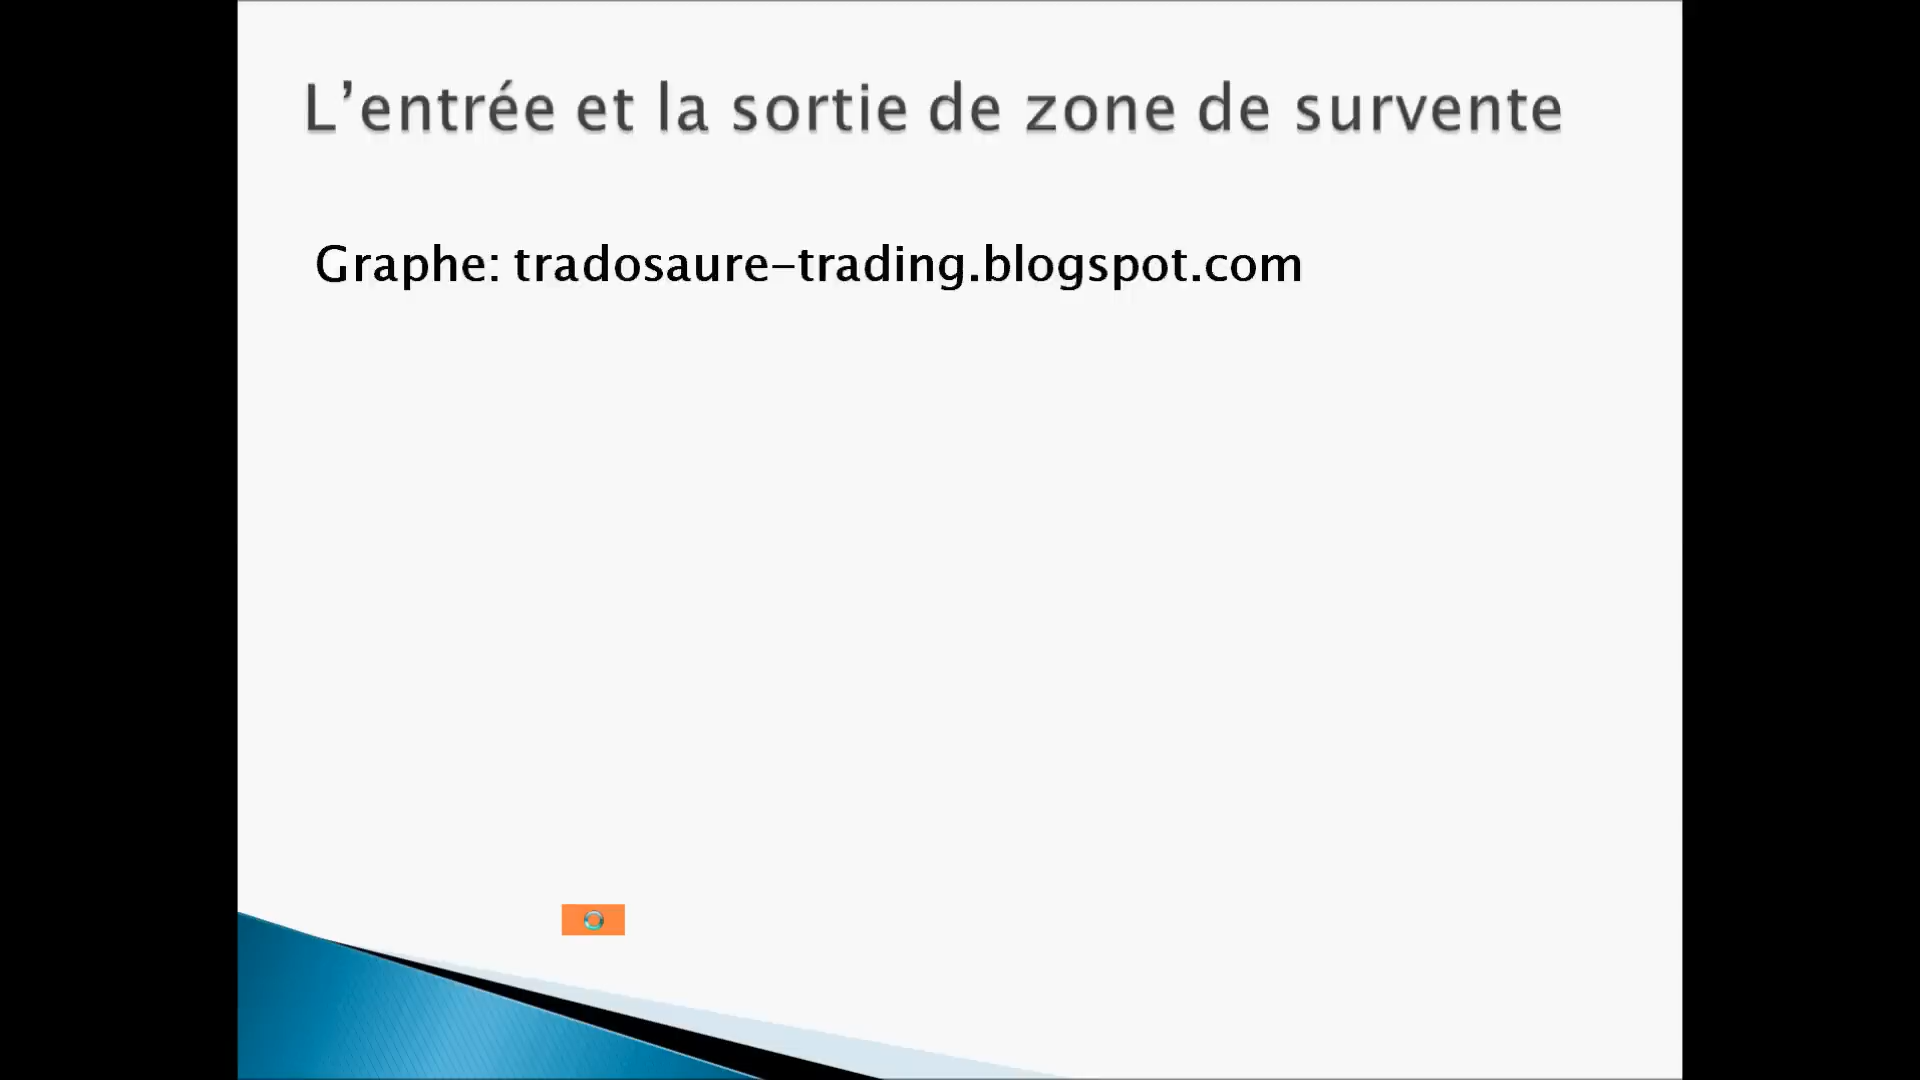 L’entrée et la sortie de zone de survente
Graphe: tradosaure-trading.blogspot.com